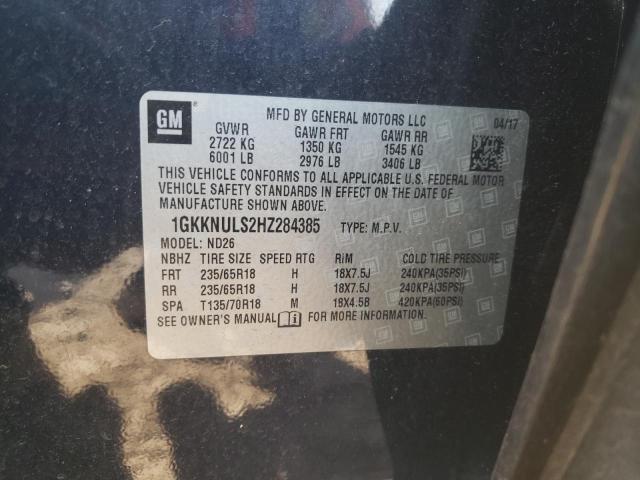 GM
MFD BY GENERAL MOTORS LLC 04/17
GVWR GAWR FRT GAWR RR
2722 KG 1350 KG 1545 KG
6001 LB 2976 LB 3406 LB
THIS VEHICLE CONFORMS TO ALL APPLICABLE U.S. FEDERAL MOTOR
VEHICLE SAFETY STANDARDS IN EFFECT ON THE DATE OF
MANUFACTURE SHOWN ABOVE.
1GKKNULS2HZ284385 TYPE: M.P.V.
MODEL: ND26
NBHZ TIRE SIZE SPEED RTG RIM COLD TIRE PRESSURE
FRT 235/65R18 H 18X7.5J 240KPA(35PSI)
RR 235/65R18 H 18X7.5J 240KPA(35PSI)
SPA T135/70R18 M 18X4.5B 420KPA(60PSI)
SEE OWNER'S MANUAL FOR MORE INFORMATION.